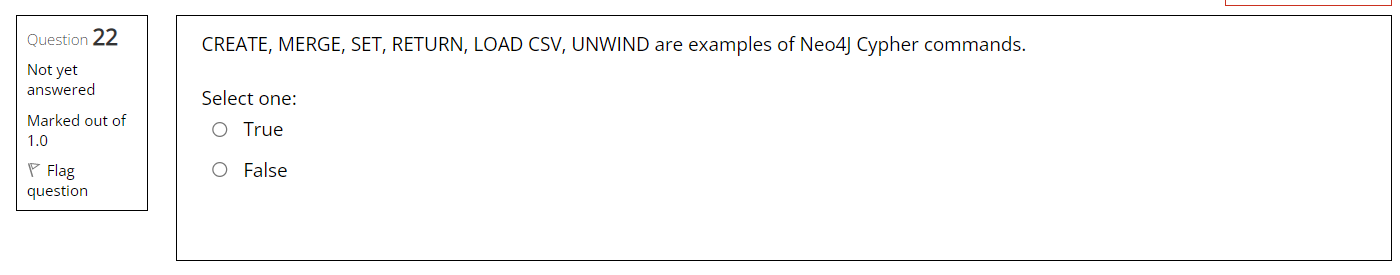 Question 22
Not yet
answered
Marked out of
1.0
Flag
question
CREATE, MERGE, SET, RETURN, LOAD CSV, UNWIND are examples of Neo4J Cypher commands.
Select one:
True
False